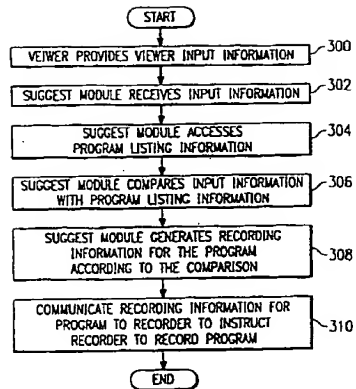 START
VEIWER PROVIDES VIEWER INPUT INFORMATION
300
SUGGEST MODULE RECEIVES INPUT INFORMATION
302
SUGGEST MODULE ACCESSES
PROGRAM LISTING INFORMATION
304
SUGGEST MODULE COMPARES INPUT INFORMATION
WITH PROGRAM LISTING INFORMATION
306
SUGGEST MODULE GENERATES RECORDING
INFORMATION FOR THE PROGRAM
ACCORDING TO THE COMPARISON
308
COMMUNICATE RECORDING INFORMATION FOR
PROGRAM TO RECORDER TO INSTRUCT
RECORDER TO RECORD PROGRAM
310
END